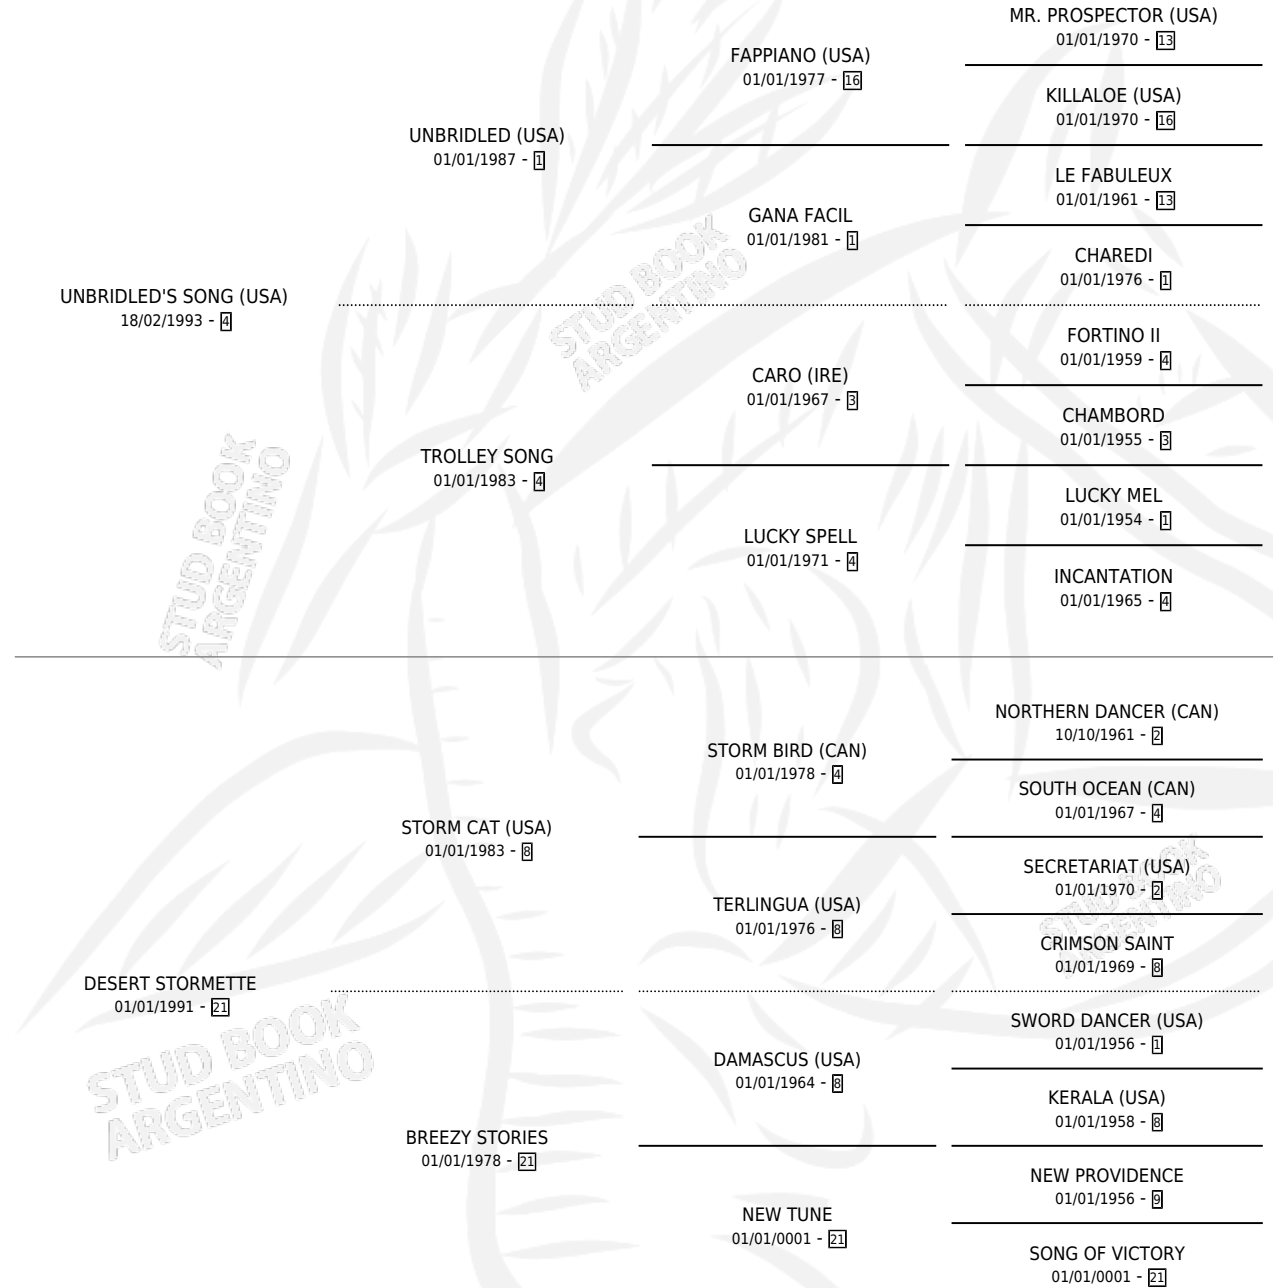 MR. PROSPECTOR (USA)
01/01/1970 - 13
FAPPIANO (USA)
01/01/1977 - 16
KILLALOE (USA)
01/01/1970 - 16
UNBRIDLED (USA)
01/01/1987 - 1
LE FABULEUX
01/01/1961 - 13
GANA FACIL
01/01/1981 - 1
CHAREDI
01/01/1976 - 1
UNBRIDLED'S SONG (USA)
18/02/1993 - 4
FORTINO II
01/01/1959 - 4
CARO (IRE)
01/01/1967 - 3
CHAMBORD
01/01/1955 - 3
TROLLEY SONG
01/01/1983 - 4
LUCKY MEL
01/01/1954 - 1
LUCKY SPELL
01/01/1971 - 4
INCANTATION
01/01/1965 - 4
NORTHERN DANCER (CAN)
10/10/1961 - 2
STORM BIRD (CAN)
01/01/1978 - 4
SOUTH OCEAN (CAN)
01/01/1967 - 4
STORM CAT (USA)
01/01/1983 - 8
SECRETARIAT (USA)
01/01/1970 - 2
TERLINGUA (USA)
01/01/1976 - 8
CRIMSON SAINT
01/01/1969 - 8
DESERT STORMETTE
01/01/1991 - 21
SWORD DANCER (USA)
01/01/1956 - 1
DAMASCUS (USA)
01/01/1964 - 8
KERALA (USA)
01/01/1958 - 8
BREEZY STORIES
01/01/1978 - 21
NEW PROVIDENCE
01/01/1956 - 9
NEW TUNE
01/01/0001 - 21
SONG OF VICTORY
01/01/0001 - 21
STUD BOOK
ARGENTINO
STUD BOOK
ARGENTINO
STUD BOOK
ARGENTINO
STUD BOOK
ARGENTINO